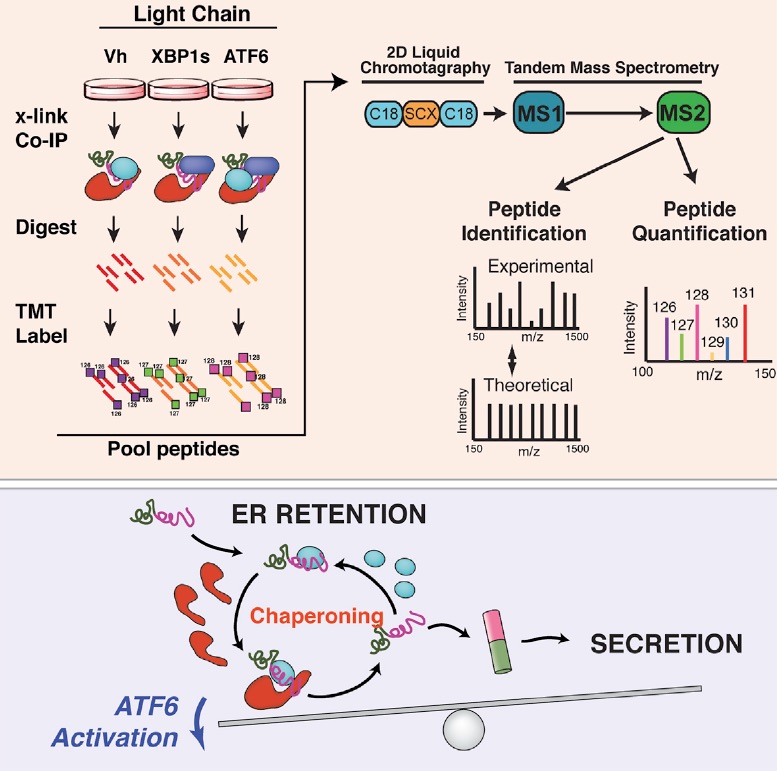 Light Chain
Vh XBP1s ATF6
x-link
Co-IP
Digest
TMT
Label
126 126 126 126 126 126
127 127 127 127 127 127
128 128 128 128 128
Pool peptides
2D Liquid
Chromotagraphy
Tandem Mass Spectrometry
C18 SCX C18
MS1
MS2
Peptide
Identification
Experimental
Intensity
150 m/z 1500
Theoretical
Intensity
150 m/z 1500
Peptide
Quantification
Intensity
126 127 128 129 130 131
100 m/z 150
ER RETENTION
Chaperoning
SECRETION
ATF6
Activation